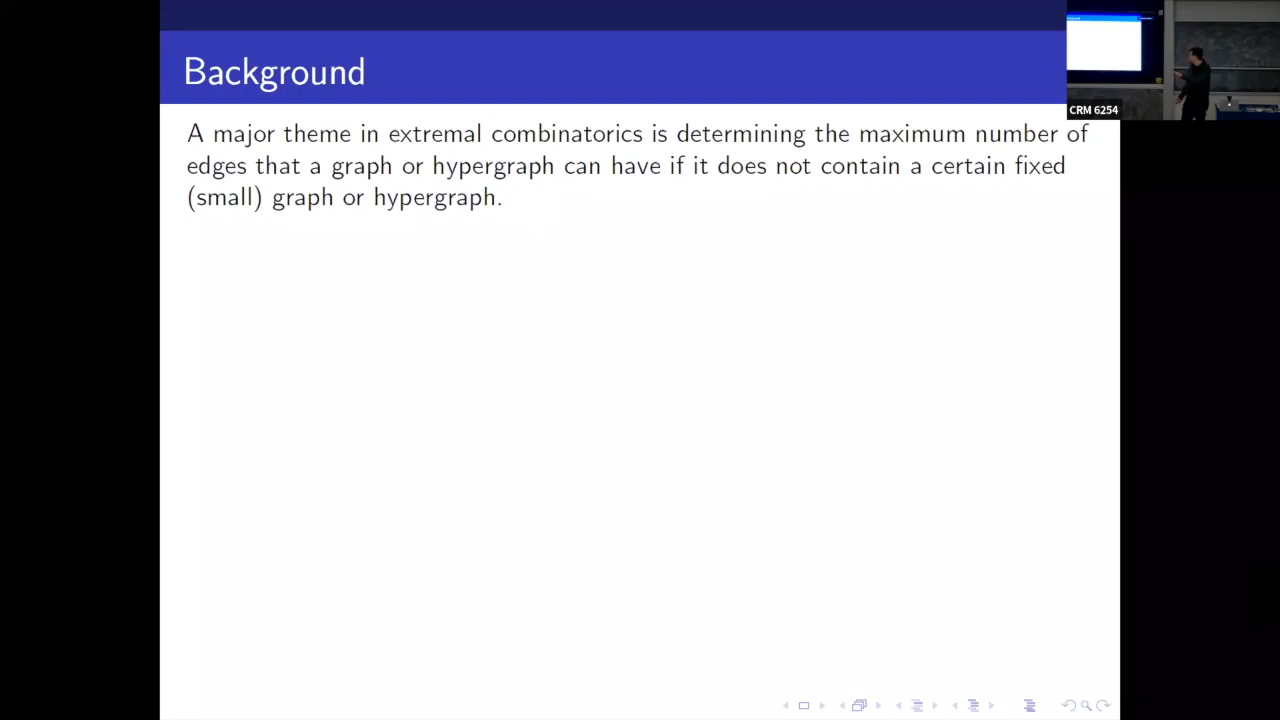 Background
CRM 6254
A major theme in extremal combinatorics is determining the maximum number of
edges that a graph or hypergraph can have if it does not contain a certain fixed
(small) graph or hypergraph.